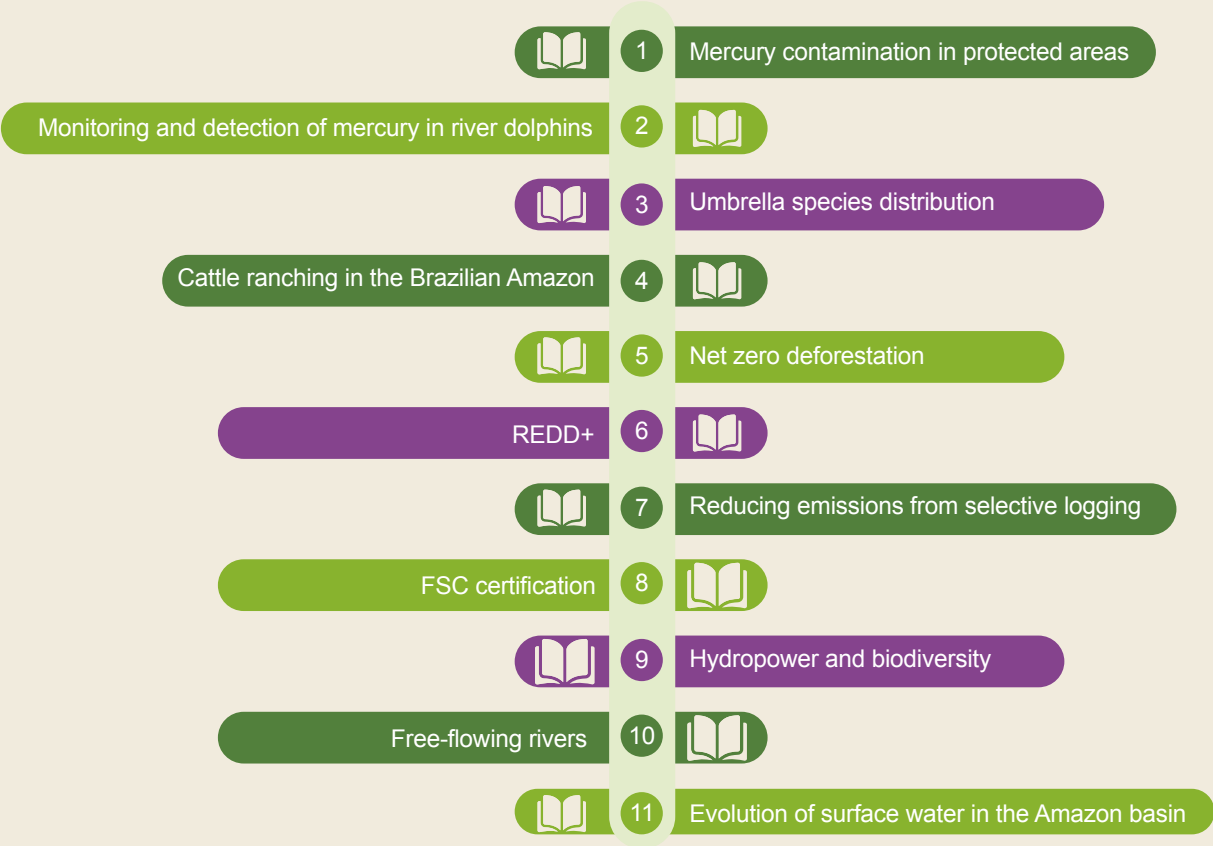 1 Mercury contamination in protected areas
Monitoring and detection of mercury in river dolphins 2
3 Umbrella species distribution
Cattle ranching in the Brazilian Amazon 4
5 Net zero deforestation
REDD+ 6
7 Reducing emissions from selective logging
FSC certification 8
9 Hydropower and biodiversity
Free-flowing rivers 10
11 Evolution of surface water in the Amazon basin